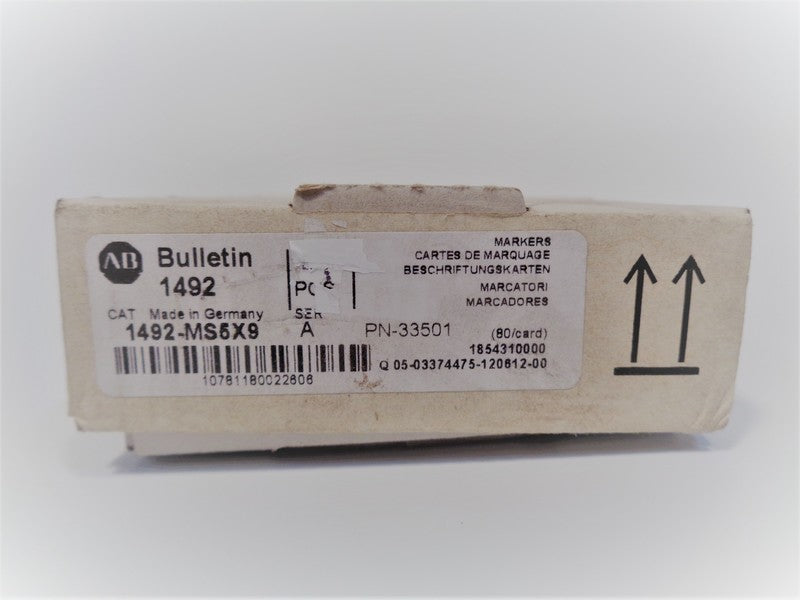 AB
Bulletin
1492
MARKERS
CARTES DE MARQUAGE
BESCHRIFTUNGSKARTEN
MARCATORI
MARCADORES
CAT Made in Germany
SER
1492-MS5X9
A
PN-33501
(80/card)
1854310000
Q 05-03374475-120612-00
10781180022606